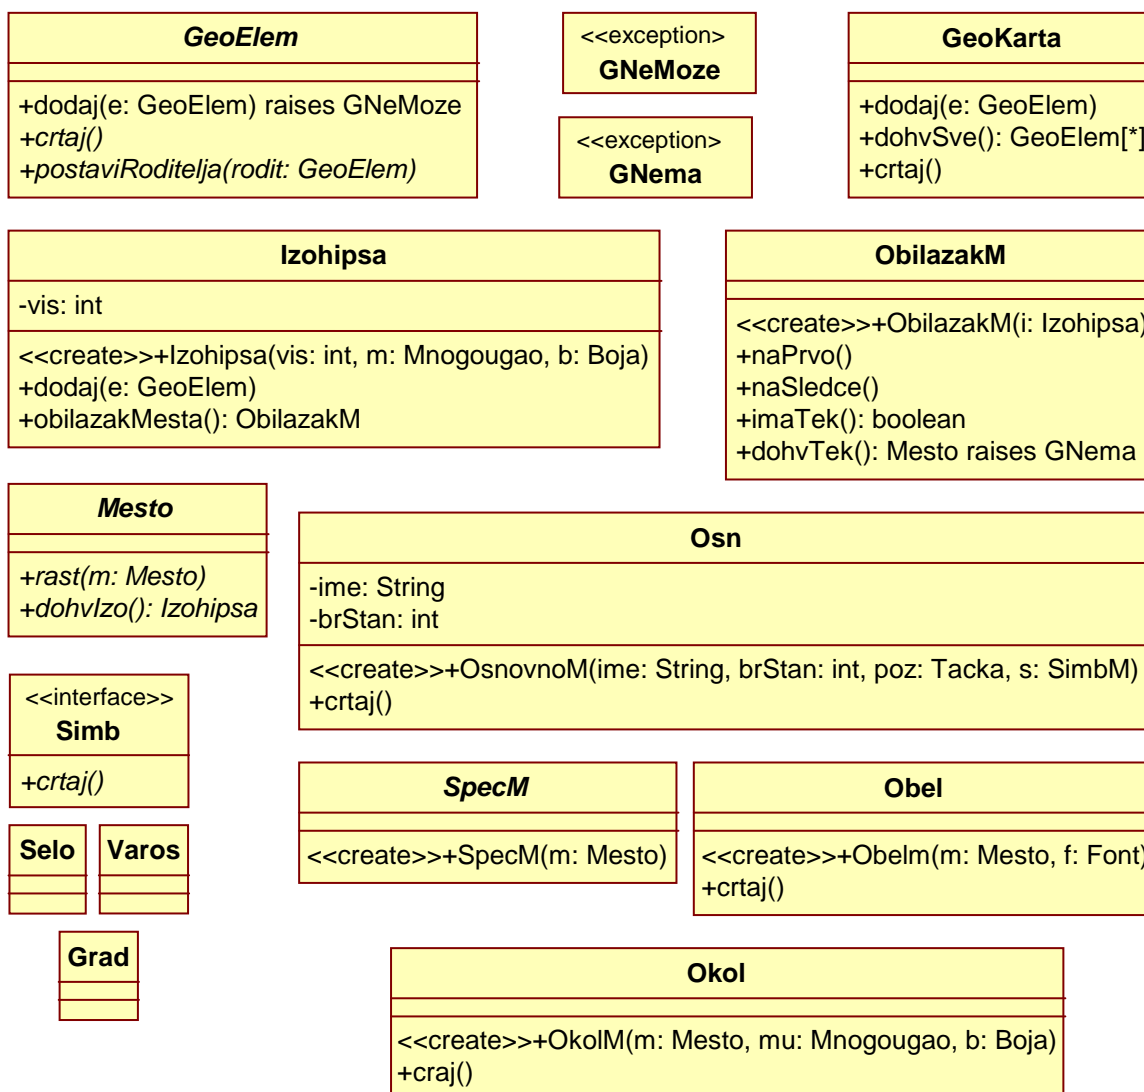 GeoElem
+dodaj(e: GeoElem) raises GNeMoze
+crtaj()
+postaviRoditelja(rodit: GeoElem)
<<exception>
GNeMoze
<<exception>
GNema
GeoKarta
+dodaj(e: GeoElem)
+dohvSve(): GeoElem[*]
+crtaj()
Izohipsa
-vis: int
<<create>>+Izohipsa(vis: int, m: Mnogougao, b: Boja)
+dodaj(e: GeoElem)
+obilazakMesta(): ObilazakM
ObilazakM
<<create>>+ObilazakM(i: Izohipsa)
+naPrvo()
+naSledce()
+imaTek(): boolean
+dohvTek(): Mesto raises GNema
Mesto
+rast(m: Mesto)
+dohvIzo(): Izohipsa
Osn
-ime: String
-brStan: int
<<create>>+OsnovnoM(ime: String, brStan: int, poz: Tacka, s: SimbM)
+crtaj()
<<interface>>
Simb
+crtaj()
SpecM
<<create>>+SpecM(m: Mesto)
Obel
<<create>>+Obelm(m: Mesto, f: Font)
+crtaj()
Selo
Varos
Grad
Okol
<<create>>+OkolM(m: Mesto, mu: Mnogougao, b: Boja)
+craj()